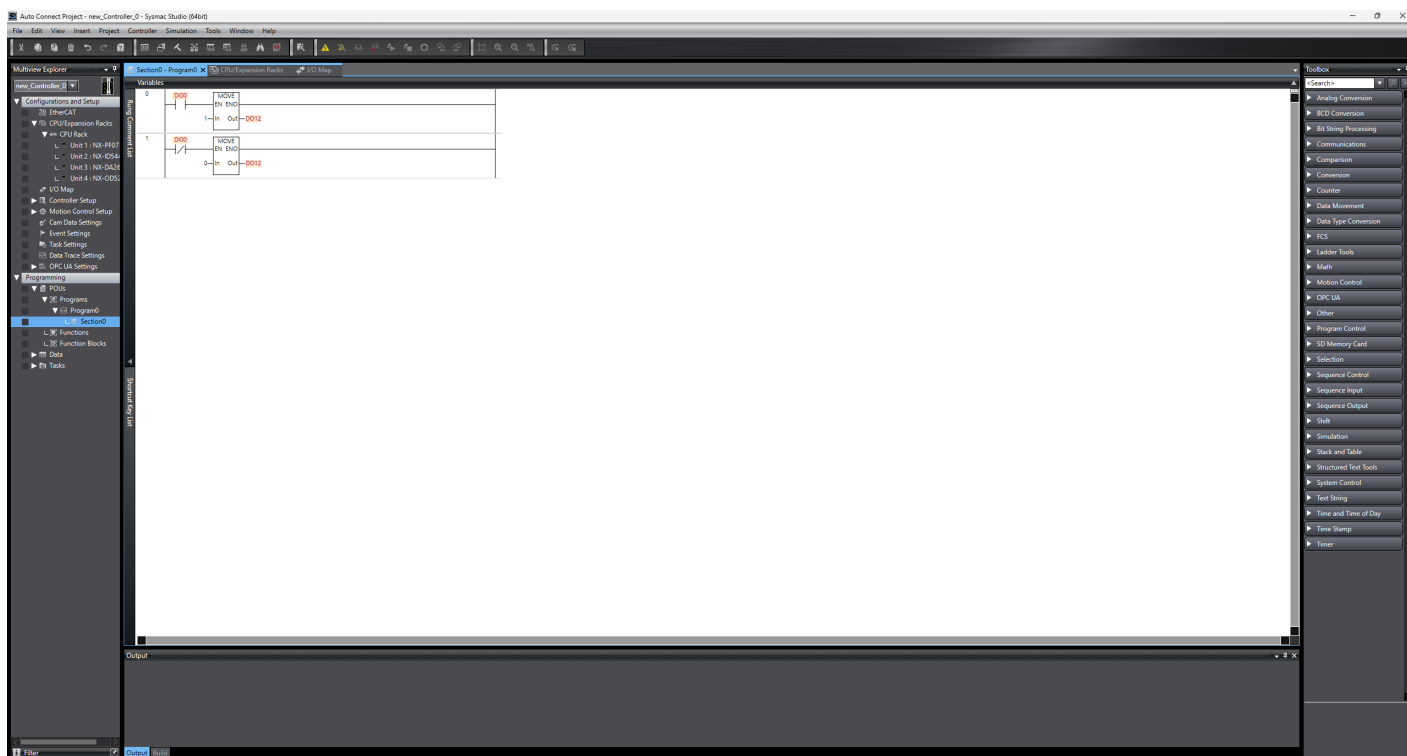 Auto Connect Project - new_Controller_0 - Sysmac Studio (64bit)
File Edit View Insert Project Controller Simulation Tools Window Help
Multiview Explorer
new_Controller_0
Configurations and Setup
EtherCAT
CPU/Expansion Racks
CPU Rack
Unit 1 : NX-PF07
Unit 2 : NX-ID544
Unit 3 : NX-DA26
Unit 4 : NX-OD52
I/O Map
Controller Setup
Motion Control Setup
Cam Data Settings
Event Settings
Task Settings
Data Trace Settings
OPC UA Settings
Programming
POUs
Programs
Program0
Section0
Functions
Function Blocks
Data
Tasks
Filter
Section0 - Program0 CPU/Expansion Racks I/O Map
Variables
Rung Comment List
Shortcut Key List
0 DI00 MOVE
EN ENO
1 In Out DO12
1 DI00 MOVE
EN ENO
0 In Out DO12
Output
Output Build
Toolbox
<Search>
Analog Conversion
BCD Conversion
Bit String Processing
Communications
Comparison
Conversion
Counter
Data Movement
Data Type Conversion
FCS
Ladder Tools
Math
Motion Control
OPC UA
Other
Program Control
SD Memory Card
Selection
Sequence Control
Sequence Input
Sequence Output
Shift
Simulation
Stack and Table
Structured Text Tools
System Control
Text String
Time and Time of Day
Time Stamp
Timer